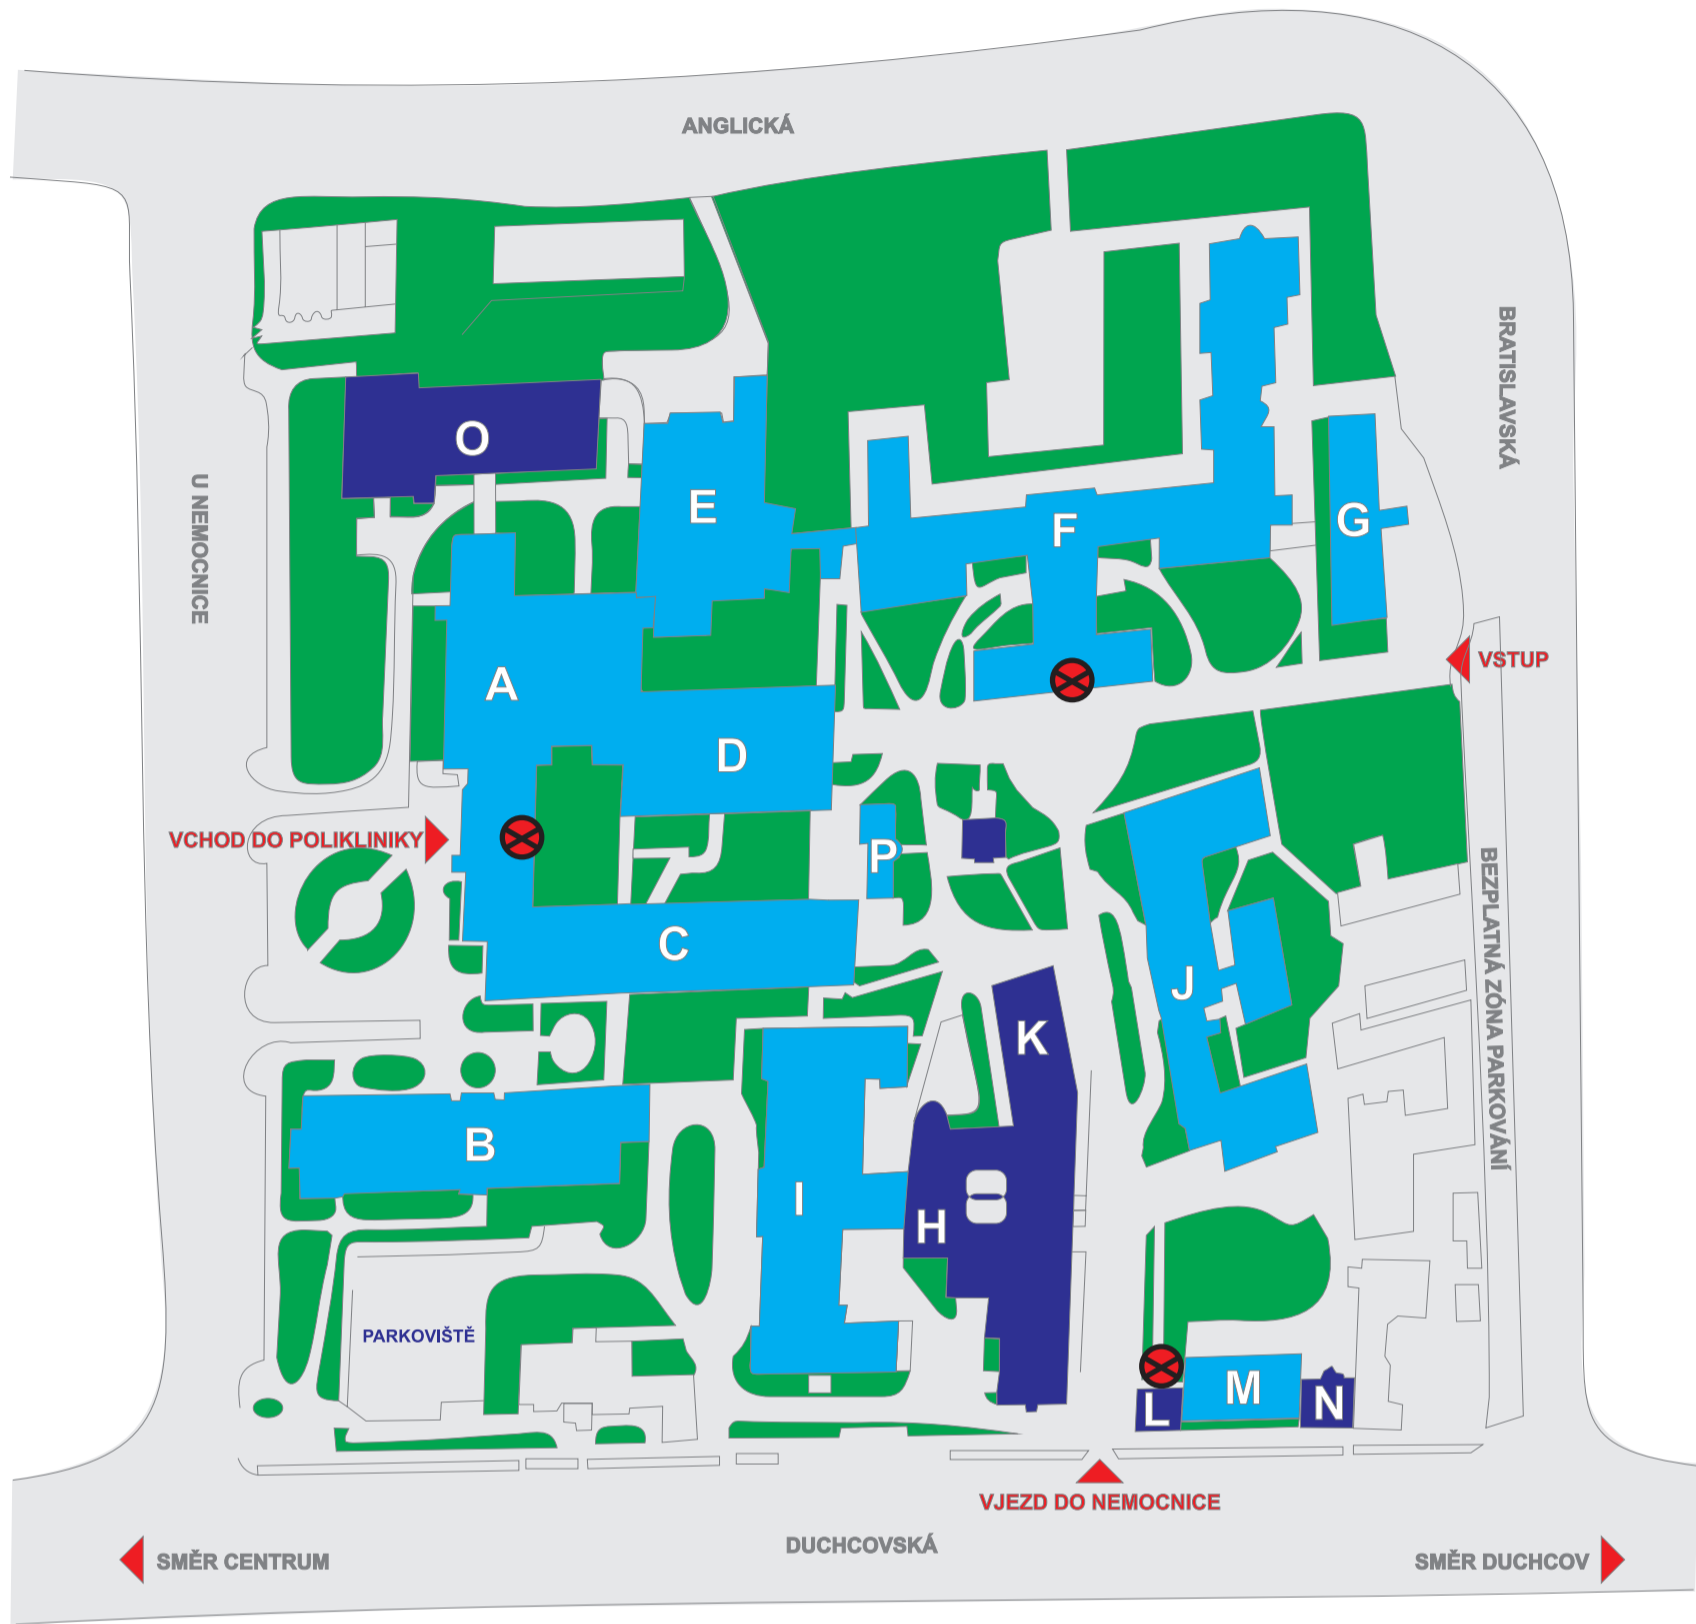 ANGLICKÁ
BRATISLAVSKÁ
O
E
F
G
U NEMOCNICE
VSTUP
A
D
VCHOD DO POLIKLINIKY
P
C
J
K
BEZPLATNÁ ZÓNA PARKOVÁNÍ
B
I
H
PARKOVIŠTĚ
M
L
N
VJEZD DO NEMOCNICE
DUCHCOVSKÁ
SMĚR CENTRUM
SMĚR DUCHCOV